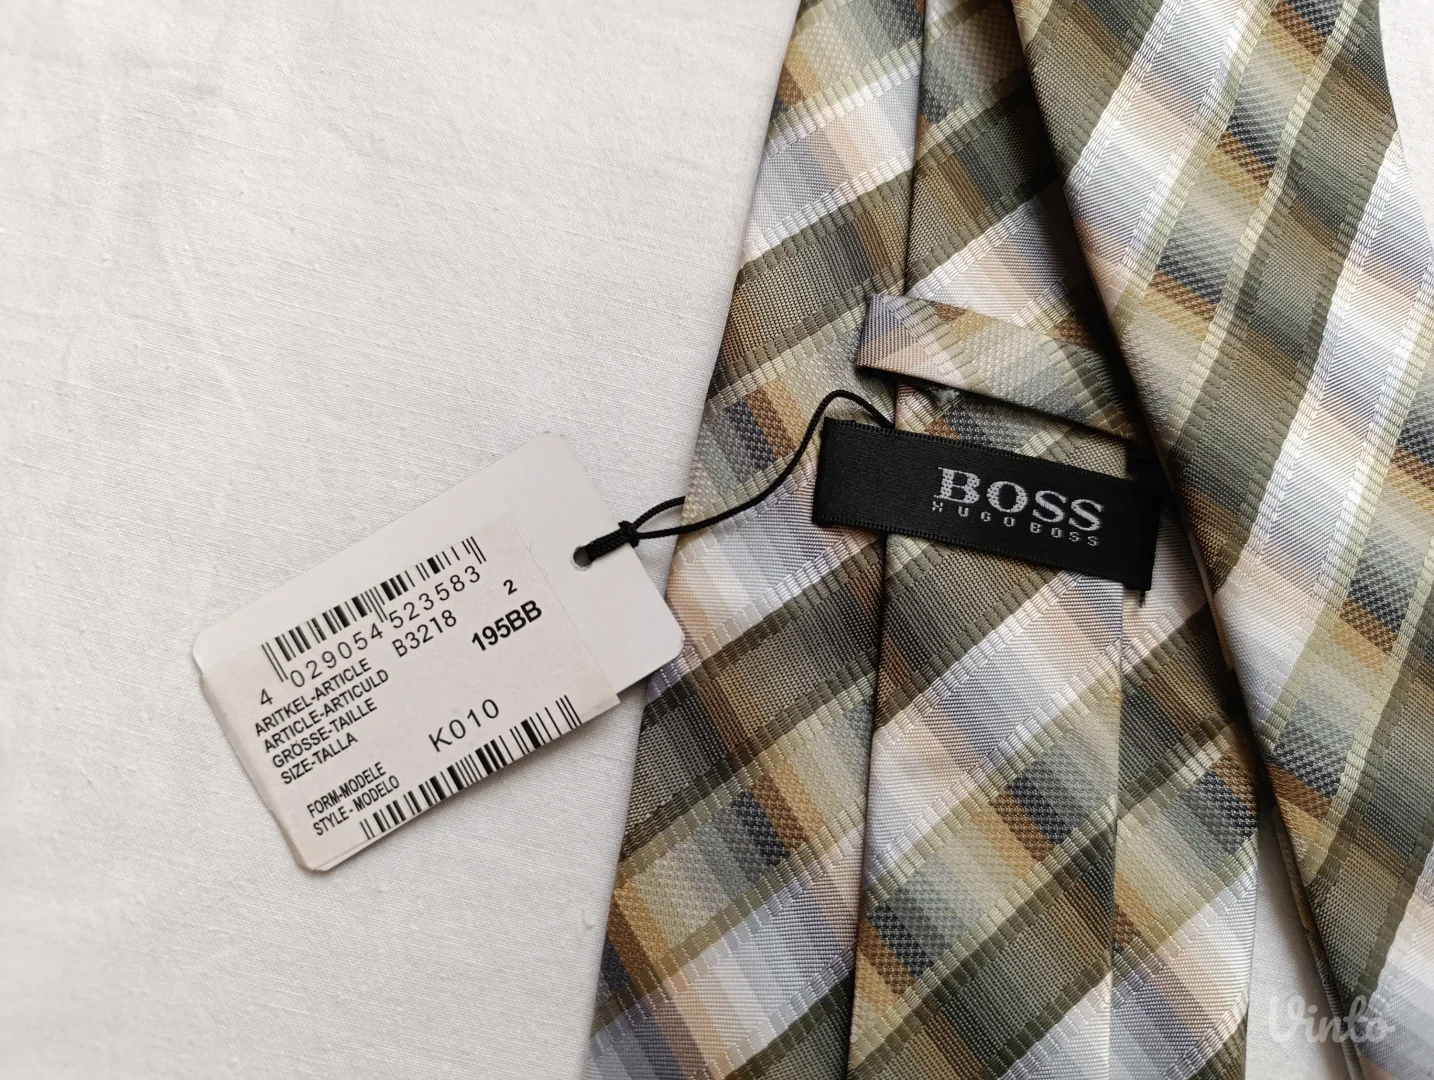 BOSS
HUGO BOSS
4 029054 523583
ARITKEL-ARTICLE B3218 2
ARTICLE-ARTICULD 195BB
GRÖSSE-TAILLE
SIZE-TALLA
K010
FORM-MODELE
STYLE - MODELO
Vinto